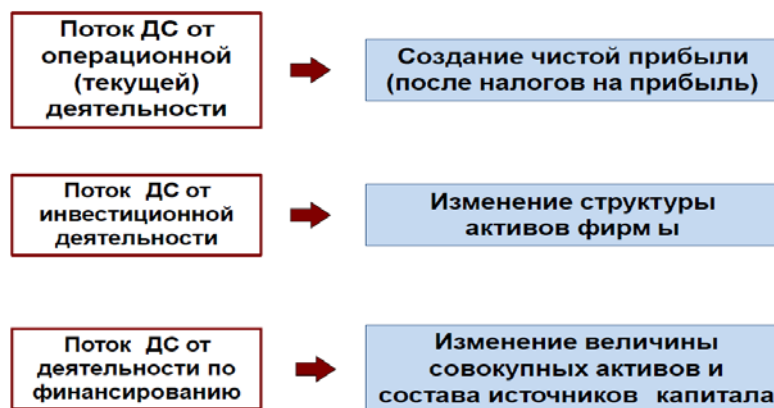 Поток ДС от
операционной
(текущей)
деятельности
Создание чистой прибыли
(после налогов на прибыль)
Поток ДС от
инвестиционной
деятельности
Изменение структуры
активов фирм ы
Поток ДС от
деятельности по
финансированию
Изменение величины
совокупных активов и
состава источников капитала